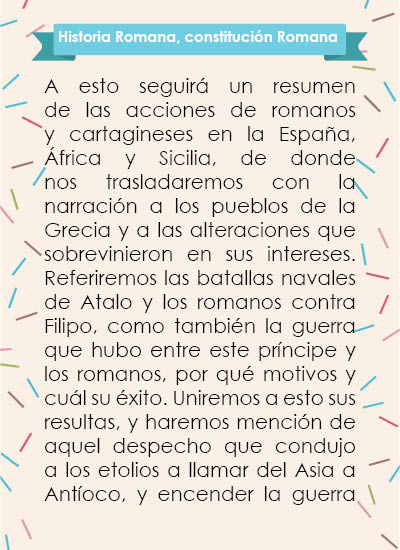 Historia Romana, constitución Romana
A esto seguirá un resumen
de las acciones de romanos
y cartagineses en la España,
África y Sicilia, de donde
nos trasladaremos con la
narración a los pueblos de la
Grecia y a las alteraciones que
sobrevinieron en sus intereses.
Referiremos las batallas navales
de Atalo y los romanos contra
Filipo, como también la guerra
que hubo entre este príncipe y
los romanos, por qué motivos y
cuál su éxito. Uniremos a esto sus
resultas, y haremos mención de
aquel despecho que condujo
a los etolios a llamar del Asia a
Antíoco, y encender la guerra